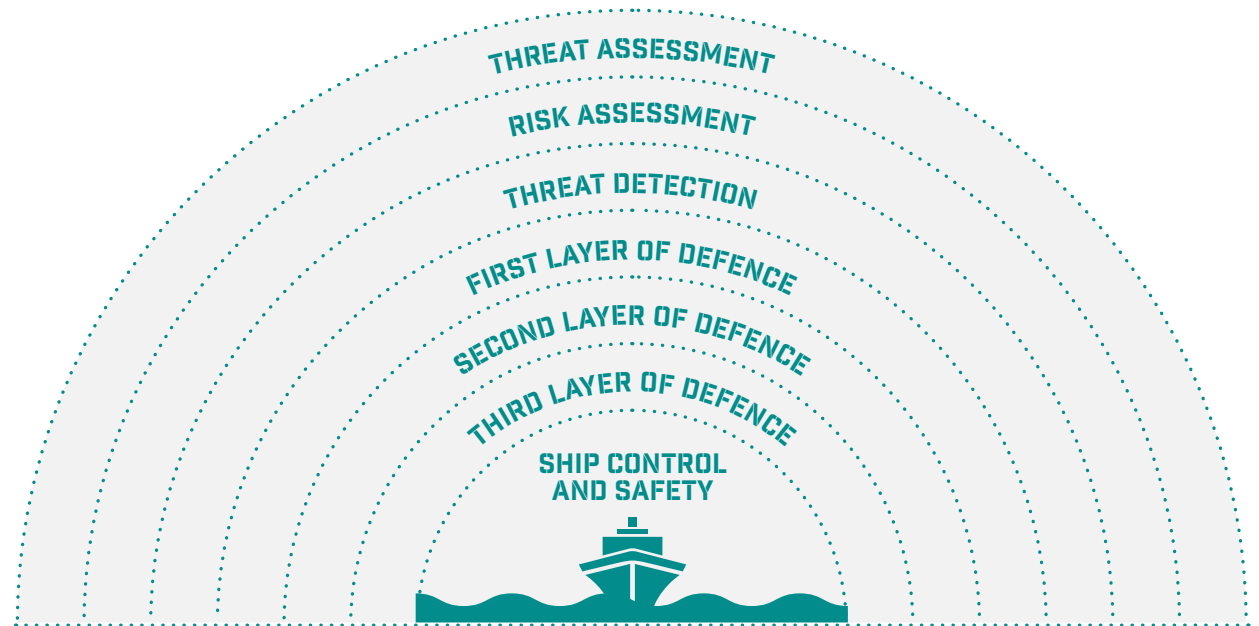 THREAT ASSESSMENT
RISK ASSESSMENT
THREAT DETECTION
FIRST LAYER OF DEFENCE
SECOND LAYER OF DEFENCE
THIRD LAYER OF DEFENCE
SHIP CONTROL
AND SAFETY